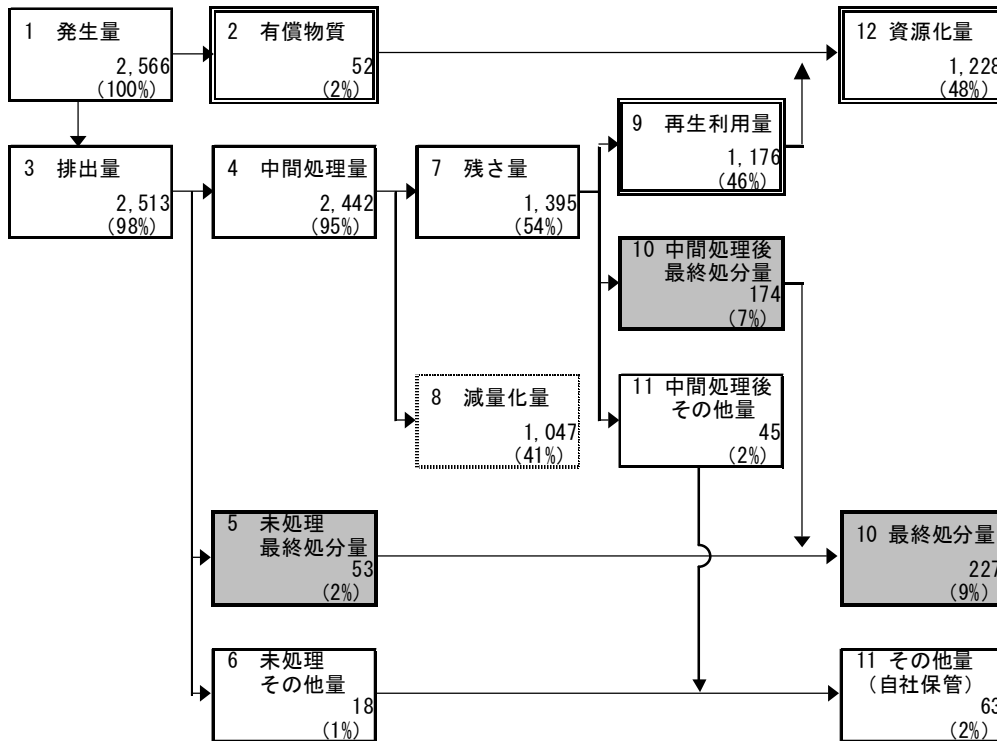 1 発生量
2,566
(100%)
2 有償物質
52
(2%)
12 資源化量
1,228
(48%)
3 排出量
2,513
(98%)
4 中間処理量
2,442
(95%)
7 残さ量
1,395
(54%)
9 再生利用量
1,176
(46%)
10 中間処理後
最終処分量
174
(7%)
8 減量化量
1,047
(41%)
11 中間処理後
その他量
45
(2%)
5 未処理
最終処分量
53
(2%)
10 最終処分量
227
(9%)
6 未処理
その他量
18
(1%)
11 その他量
(自社保管)
63
(2%)